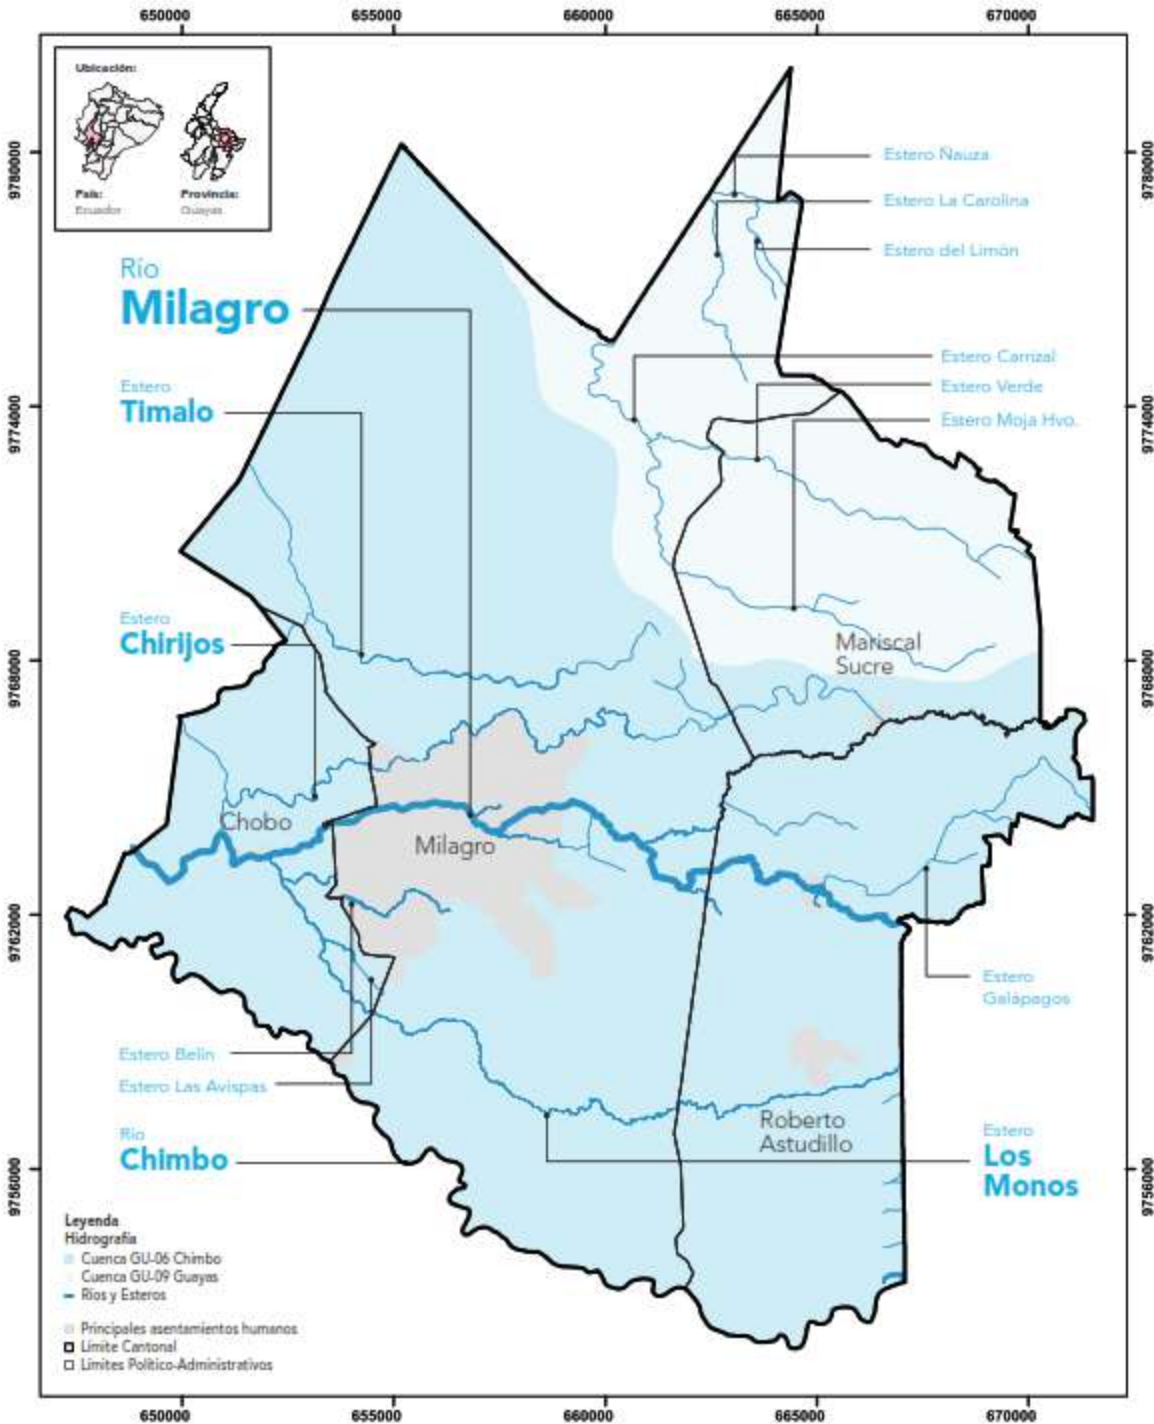 650000 655000 660000 665000 670000
Ubicación:
País:
Ecuador
Provincia:
Guayas
9780000
9780000
Estero Ñauza
Estero La Carolina
Estero del Limón
Río
Milagro
Estero Carrizal
Estero Verde
Estero Moja Hvo.
Estero
Timalo
9774000
9774000
Estero
Chirijos
Mariscal
Sucre
9768000
9768000
Chobo
Milagro
9762000
9762000
Estero
Galápagos
Estero Belín
Estero Las Avispas
Río
Chimbo
Roberto
Astudillo
Estero
Los
Monos
9756000
9756000
Leyenda
Hidrografía
Cuenca GU-06 Chimbo
Cuenca GU-09 Guayas
Ríos y Esteros
Principales asentamientos humanos
Límite Cantonal
Límites Político-Administrativos
650000 655000 660000 665000 670000